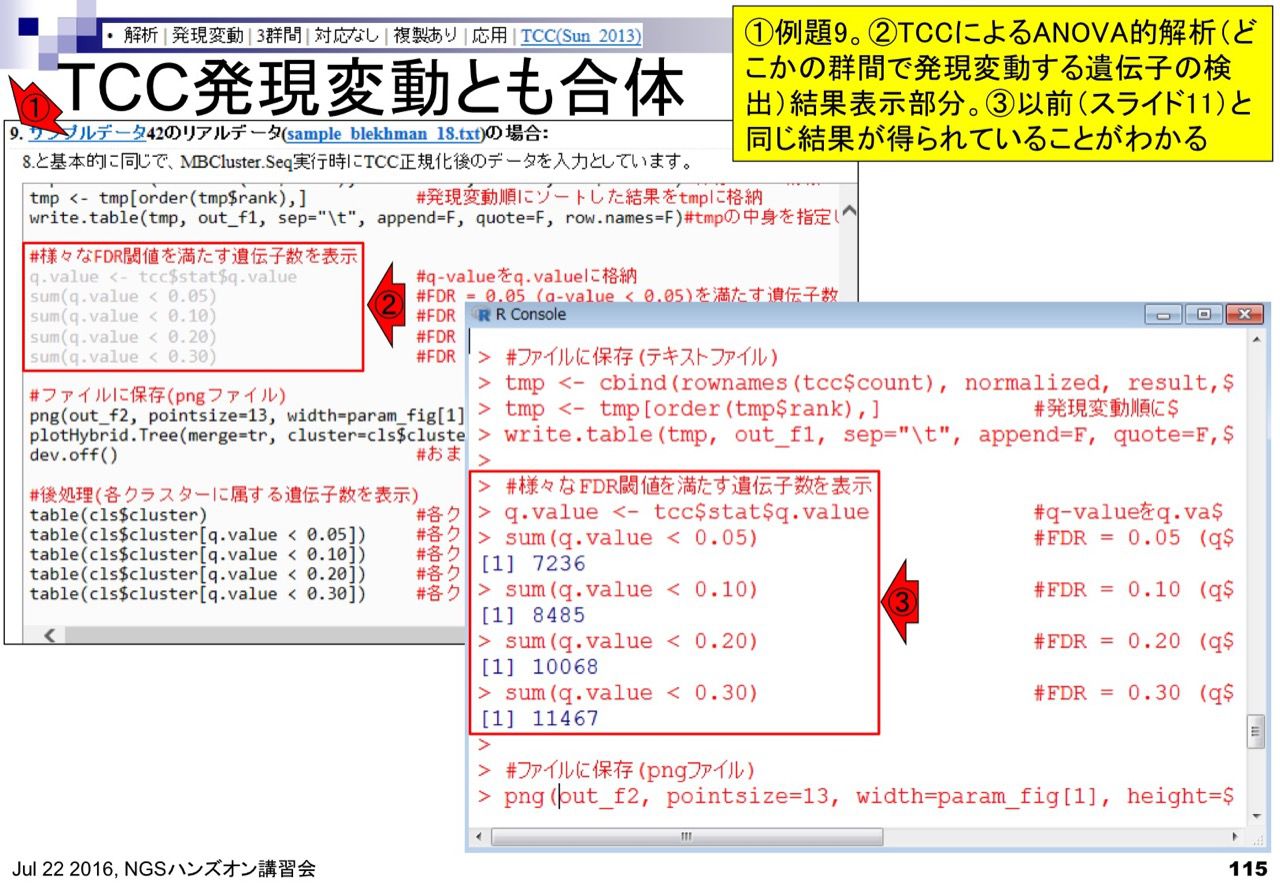 • 解析 | 発現変動 | 3群間 | 対応なし | 複製あり | 応用 | TCC(Sun_2013)
TCC発現変動とも合体
①例題9。②TCCによるANOVA的解析(ど
こかの群間で発現変動する遺伝子の検
出)結果表示部分。③以前(スライド11)と
同じ結果が得られていることがわかる
①
9. サンプルデータ42のリアルデータ(sample_blekhman_18.txt)の場合:
8.と基本的に同じで、MBCluster.Seq実行時にTCC正規化後のデータを入力としています。
tmp <- tmp[order(tmp$rank),] #発現変動順にソートした結果をtmpに格納
write.table(tmp, out_f1, sep="\t", append=F, quote=F, row.names=F)#tmpの中身を指定し
#様々なFDR閾値を満たす遺伝子数を表示
q.value <- tcc$stat$q.value #q-valueをq.valueに格納
sum(q.value < 0.05) #FDR = 0.05 (q-value < 0.05)を満たす遺伝子数
sum(q.value < 0.10) #FDR
sum(q.value < 0.20) #FDR
sum(q.value < 0.30) #FDR
②
#ファイルに保存(pngファイル)
png(out_f2, pointsize=13, width=param_fig[1]
plotHybrid.Tree(merge=tr, cluster=cls$cluste
dev.off() #おま
#後処理(各クラスターに属する遺伝子数を表示)
table(cls$cluster) #各ク
table(cls$cluster[q.value < 0.05]) #各ク
table(cls$cluster[q.value < 0.10]) #各ク
table(cls$cluster[q.value < 0.20]) #各ク
table(cls$cluster[q.value < 0.30]) #各ク
R Console
> #ファイルに保存(テキストファイル)
> tmp <- cbind(rownames(tcc$count), normalized, result,$
> tmp <- tmp[order(tmp$rank),] #発現変動順に$
> write.table(tmp, out_f1, sep="\t", append=F, quote=F,$
>
> #様々なFDR閾値を満たす遺伝子数を表示
> q.value <- tcc$stat$q.value #q-valueをq.va$
> sum(q.value < 0.05) #FDR = 0.05 (q$
[1] 7236
> sum(q.value < 0.10) #FDR = 0.10 (q$
[1] 8485
> sum(q.value < 0.20) #FDR = 0.20 (q$
[1] 10068
> sum(q.value < 0.30) #FDR = 0.30 (q$
[1] 11467
③
>
> #ファイルに保存(pngファイル)
> png(out_f2, pointsize=13, width=param_fig[1], height=$
Jul 22 2016, NGSハンズオン講習会
115